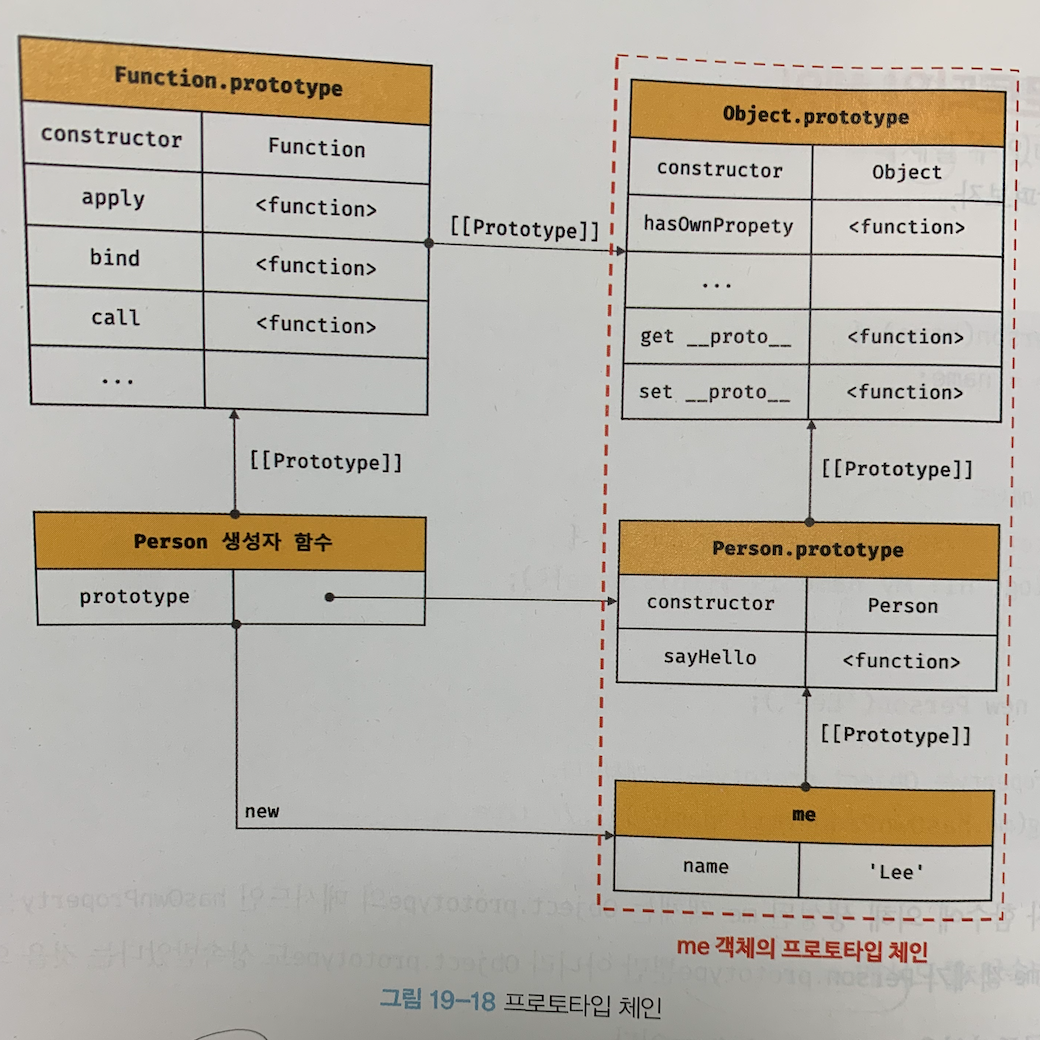 Function.prototype
constructor Function
apply <function>
bind <function>
call <function>
...
[[Prototype]]
Object.prototype
constructor Object
hasOwnPropety <function>
...
get __proto__ <function>
set __proto__ <function>
[[Prototype]]
[[Prototype]]
Person 생성자 함수
prototype
Person.prototype
constructor Person
sayHello <function>
[[Prototype]]
new
me
name 'Lee'
me 객체의 프로토타입 체인
그림 19-18 프로토타입 체인